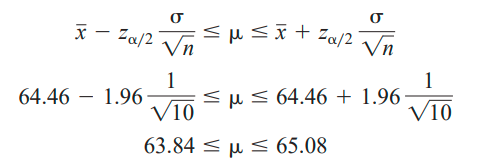 x̄ − z_{α/2} σ/√n ≤ μ ≤ x̄ + z_{α/2} σ/√n
64.46 − 1.96 1/√10 ≤ μ ≤ 64.46 + 1.96 1/√10
63.84 ≤ μ ≤ 65.08